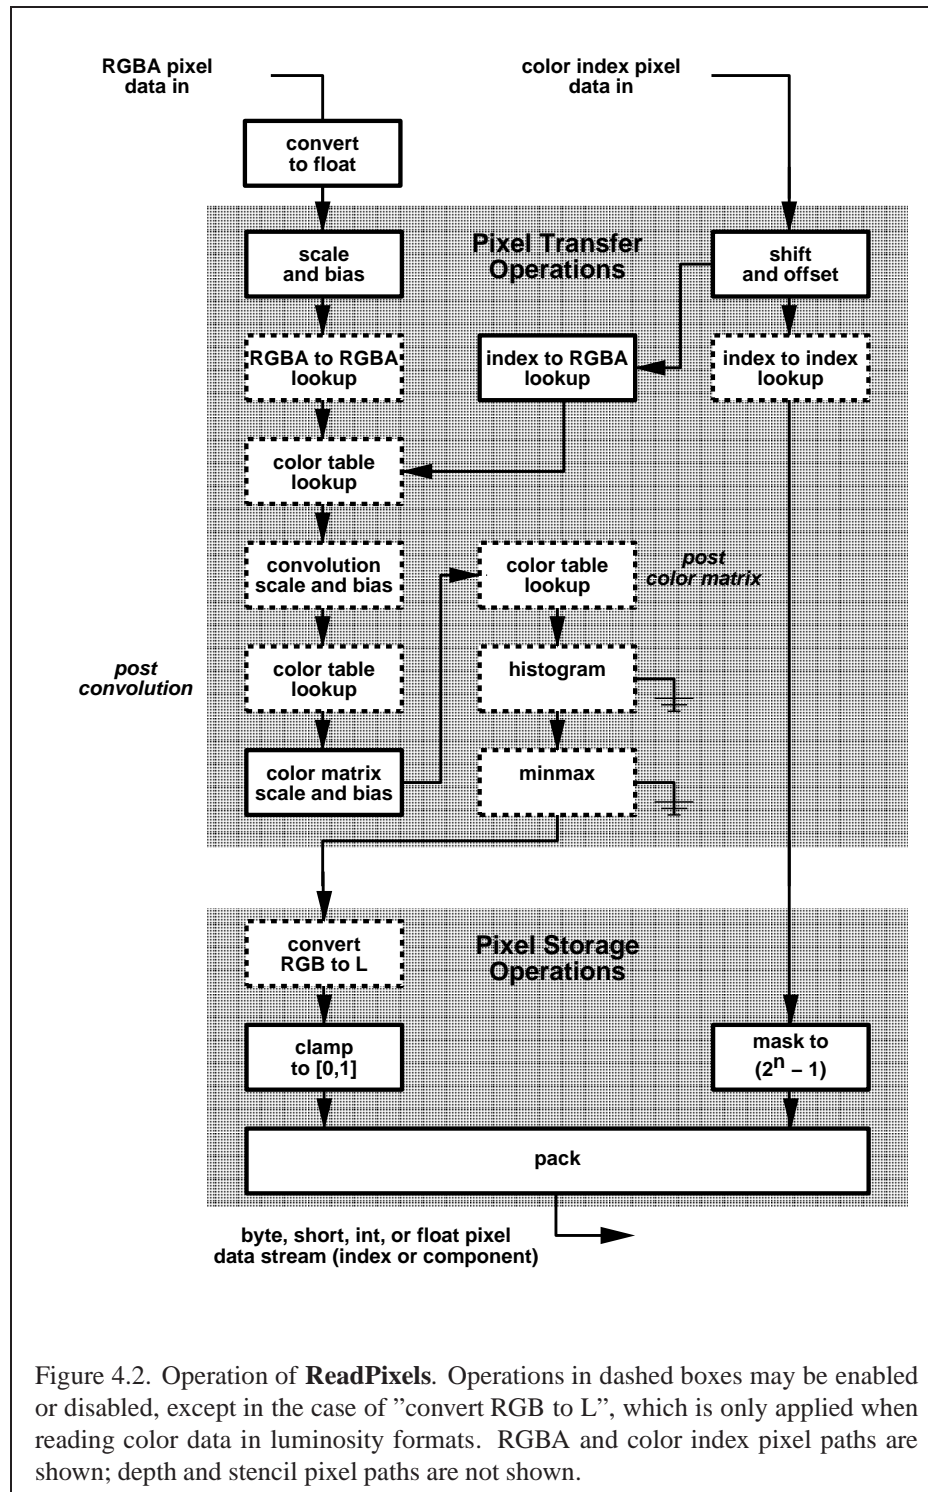 RGBA pixel
data in
color index pixel
data in
convert
to float
Pixel Transfer
Operations
scale
and bias
shift
and offset
RGBA to RGBA
lookup
index to RGBA
lookup
index to index
lookup
color table
lookup
convolution
scale and bias
color table
lookup
post
color matrix
post
convolution
color table
lookup
histogram
color matrix
scale and bias
minmax
convert
RGB to L
Pixel Storage
Operations
clamp
to [0,1]
mask to
(2^n − 1)
pack
byte, short, int, or float pixel
data stream (index or component)
Figure 4.2. Operation of ReadPixels. Operations in dashed boxes may be enabled
or disabled, except in the case of ”convert RGB to L”, which is only applied when
reading color data in luminosity formats. RGBA and color index pixel paths are
shown; depth and stencil pixel paths are not shown.